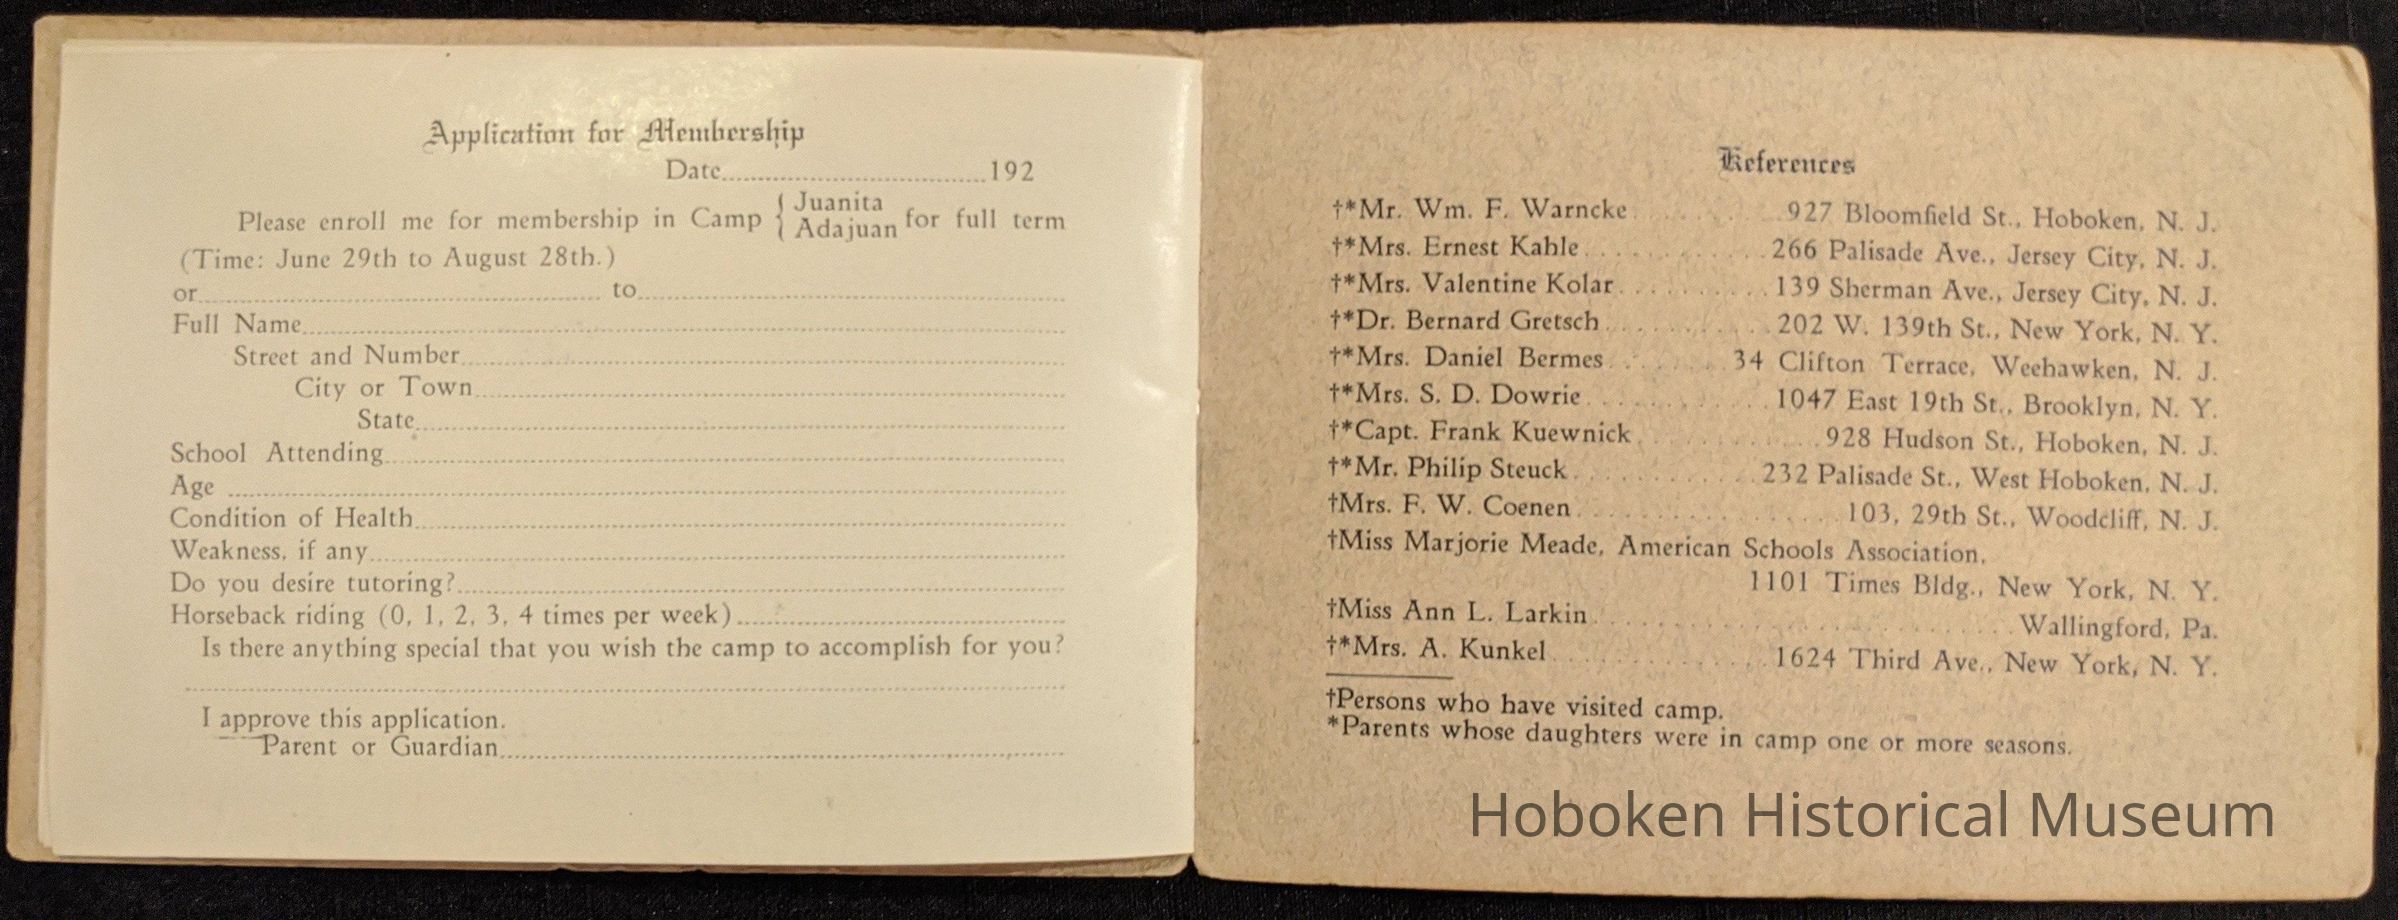 Application for Membership
Date 192
Please enroll me for membership in Camp { Juanita Adajuan for full term
(Time: June 29th to August 28th.)
or to
Full Name
Street and Number
City or Town
State
School Attending
Age
Condition of Health
Weakness, if any
Do you desire tutoring?
Horseback riding (0, 1, 2, 3, 4 times per week)
Is there anything special that you wish the camp to accomplish for you?
I approve this application.
Parent or Guardian
References
†*Mr. Wm. F. Warncke 927 Bloomfield St., Hoboken, N. J.
†*Mrs. Ernest Kahle 266 Palisade Ave., Jersey City, N. J.
†*Mrs. Valentine Kolar 139 Sherman Ave., Jersey City, N. J.
†*Dr. Bernard Gretsch 202 W. 139th St., New York, N. Y.
†*Mrs. Daniel Bermes 34 Clifton Terrace, Weehawken, N. J.
†*Mrs. S. D. Dowrie 1047 East 19th St., Brooklyn, N. Y.
†*Capt. Frank Kuewnick 928 Hudson St., Hoboken, N. J.
†*Mr. Philip Steuck 232 Palisade St., West Hoboken, N. J.
†Mrs. F. W. Coenen 103, 29th St., Woodcliff, N. J.
†Miss Marjorie Meade, American Schools Association,
1101 Times Bldg., New York, N. Y.
†Miss Ann L. Larkin Wallingford, Pa.
†*Mrs. A. Kunkel 1624 Third Ave., New York, N. Y.
†Persons who have visited camp.
*Parents whose daughters were in camp one or more seasons.
Hoboken Historical Museum